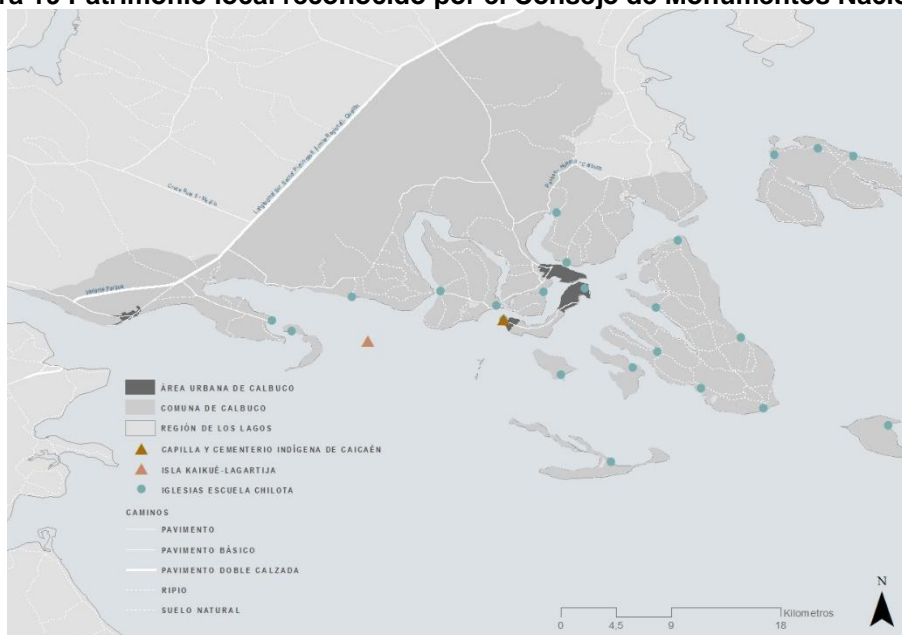 ra 10 Patrimonio local reconocido por el Consejo de Monumentos Nacio
ÁREA URBANA DE CALBUCO
COMUNA DE CALBUCO
REGIÓN DE LOS LAGOS
CAPILLA Y CEMENTERIO INDÍGENA DE CAICAÉN
ISLA KAIKUÉ-LAGARTIJA
IGLESIAS ESCUELA CHILOTA
CAMINOS
PAVIMENTO
PAVIMENTO BÁSICO
PAVIMENTO DOBLE CALZADA
RIPIO
SUELO NATURAL
N
Kilometros
0 4,5 9 18